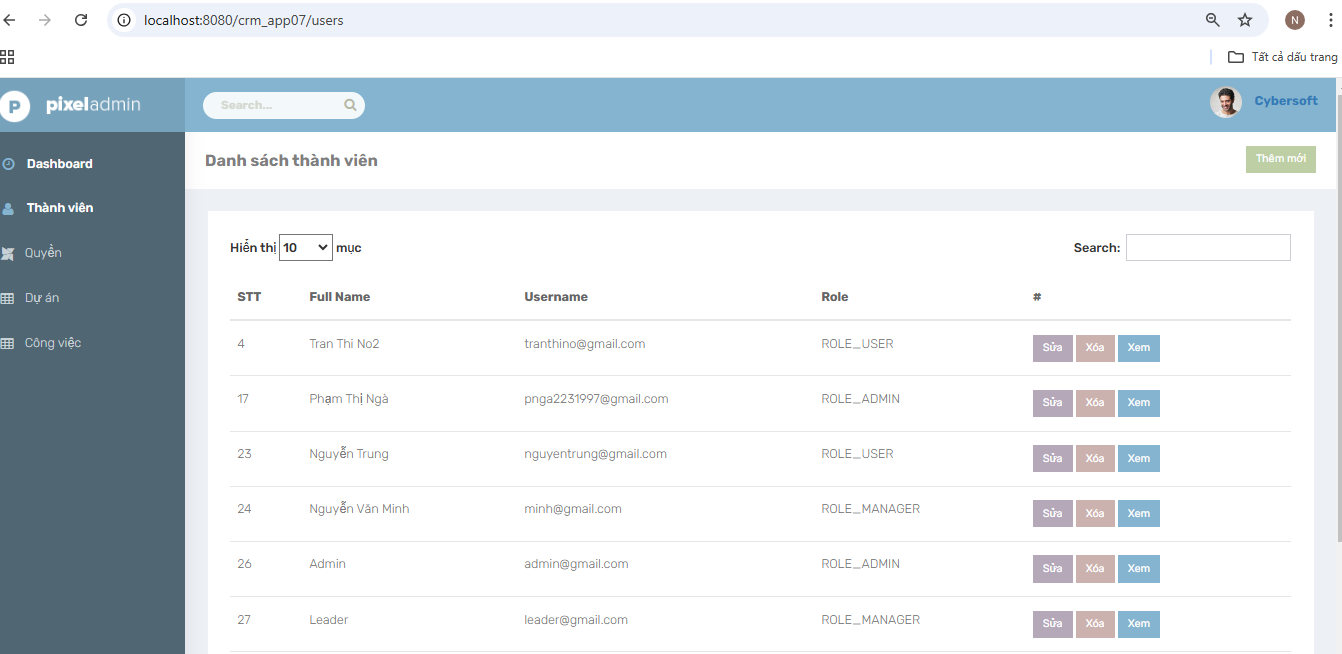 localhost:8080/crm_app07/users
N
Tất cả dấu trang
P pixeladmin
Search...
Cybersoft
Dashboard
Thành viên
Quyền
Dự án
Công việc
Danh sách thành viên
Thêm mới
Hiển thị 10 mục
Search:
STT Full Name Username Role #
4 Tran Thi No2 tranthino@gmail.com ROLE_USER Sửa Xóa Xem
17 Phạm Thị Ngà pnga2231997@gmail.com ROLE_ADMIN Sửa Xóa Xem
23 Nguyễn Trung nguyentrung@gmail.com ROLE_USER Sửa Xóa Xem
24 Nguyễn Văn Minh minh@gmail.com ROLE_MANAGER Sửa Xóa Xem
26 Admin admin@gmail.com ROLE_ADMIN Sửa Xóa Xem
27 Leader leader@gmail.com ROLE_MANAGER Sửa Xóa Xem